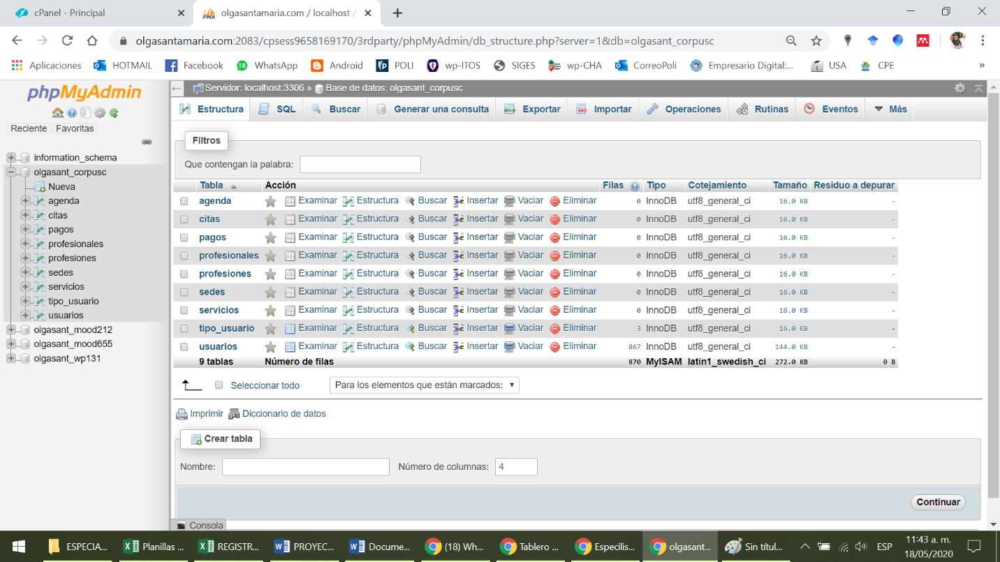 cPanel - Principal
olgasantamaria.com / localhost /
olgasantamaria.com:2083/cpsess9658169170/3rdparty/phpMyAdmin/db_structure.php?server=1&db=olgasant_corpusc
Aplicaciones HOTMAIL Facebook WhatsApp Android POLI wp-ITOS SIGES wp-CHA CorreoPoli Empresario Digital:... USA CPE »
phpMyAdmin
Reciente Favoritas
information_schema
olgasant_corpusc
Nueva
agenda
citas
pagos
profesionales
profesiones
sedes
servicios
tipo_usuario
usuarios
olgasant_mood212
olgasant_mood655
olgasant_wp131
Servidor: localhost:3306 » Base de datos: olgasant_corpusc
Estructura SQL Buscar Generar una consulta Exportar Importar Operaciones Rutinas Eventos Más
Filtros
Que contengan la palabra:
Tabla Acción Filas Tipo Cotejamiento Tamaño Residuo a depurar
agenda Examinar Estructura Buscar Insertar Vaciar Eliminar 0 InnoDB utf8_general_ci 16.0 KB -
citas Examinar Estructura Buscar Insertar Vaciar Eliminar 0 InnoDB utf8_general_ci 16.0 KB -
pagos Examinar Estructura Buscar Insertar Vaciar Eliminar 0 InnoDB utf8_general_ci 16.0 KB -
profesionales Examinar Estructura Buscar Insertar Vaciar Eliminar 0 InnoDB utf8_general_ci 16.0 KB -
profesiones Examinar Estructura Buscar Insertar Vaciar Eliminar 0 InnoDB utf8_general_ci 16.0 KB -
sedes Examinar Estructura Buscar Insertar Vaciar Eliminar 0 InnoDB utf8_general_ci 16.0 KB -
servicios Examinar Estructura Buscar Insertar Vaciar Eliminar 0 InnoDB utf8_general_ci 16.0 KB -
tipo_usuario Examinar Estructura Buscar Insertar Vaciar Eliminar 3 InnoDB utf8_general_ci 16.0 KB -
usuarios Examinar Estructura Buscar Insertar Vaciar Eliminar 867 InnoDB utf8_general_ci 144.0 KB -
9 tablas Número de filas 870 MyISAM latin1_swedish_ci 272.0 KB 0 B
Seleccionar todo Para los elementos que están marcados:
Imprimir Diccionario de datos
Crear tabla
Nombre: Número de columnas: 4
Continuar
Consola
ESPECIA... Planillas ... REGISTR... PROYEC... Docume... (18) Wh... Tablero ... Especilis... olgasant... Sin títul... ESP 11:43 a. m.
18/05/2020